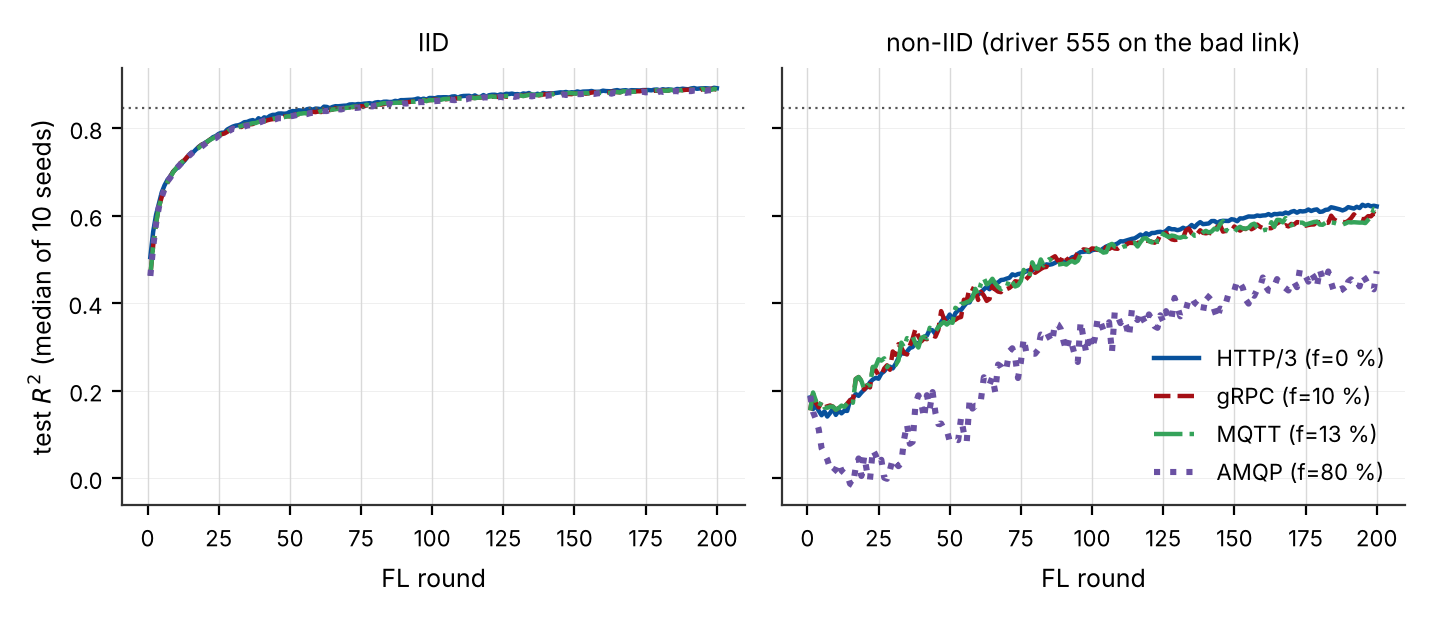 IID
non-IID (driver 555 on the bad link)
test R² (median of 10 seeds)
0.8
0.6
0.4
0.2
0.0
0 25 50 75 100 125 150 175 200
0 25 50 75 100 125 150 175 200
FL round
FL round
HTTP/3 (f=0 %)
gRPC (f=10 %)
MQTT (f=13 %)
AMQP (f=80 %)